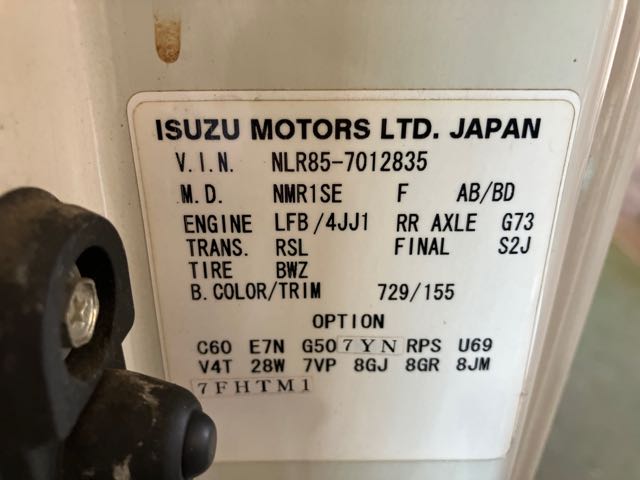 ISUZU MOTORS LTD. JAPAN
V.I.N. NLR85-7012835
M.D. NMR1SE F AB/BD
ENGINE LFB/4JJ1 RR AXLE G73
TRANS. RSL FINAL S2J
TIRE BWZ
B.COLOR/TRIM 729/155
OPTION
C60 E7N G50 7YN RPS U69
V4T 28W 7VP 8GJ 8GR 8JM
7FHTM1